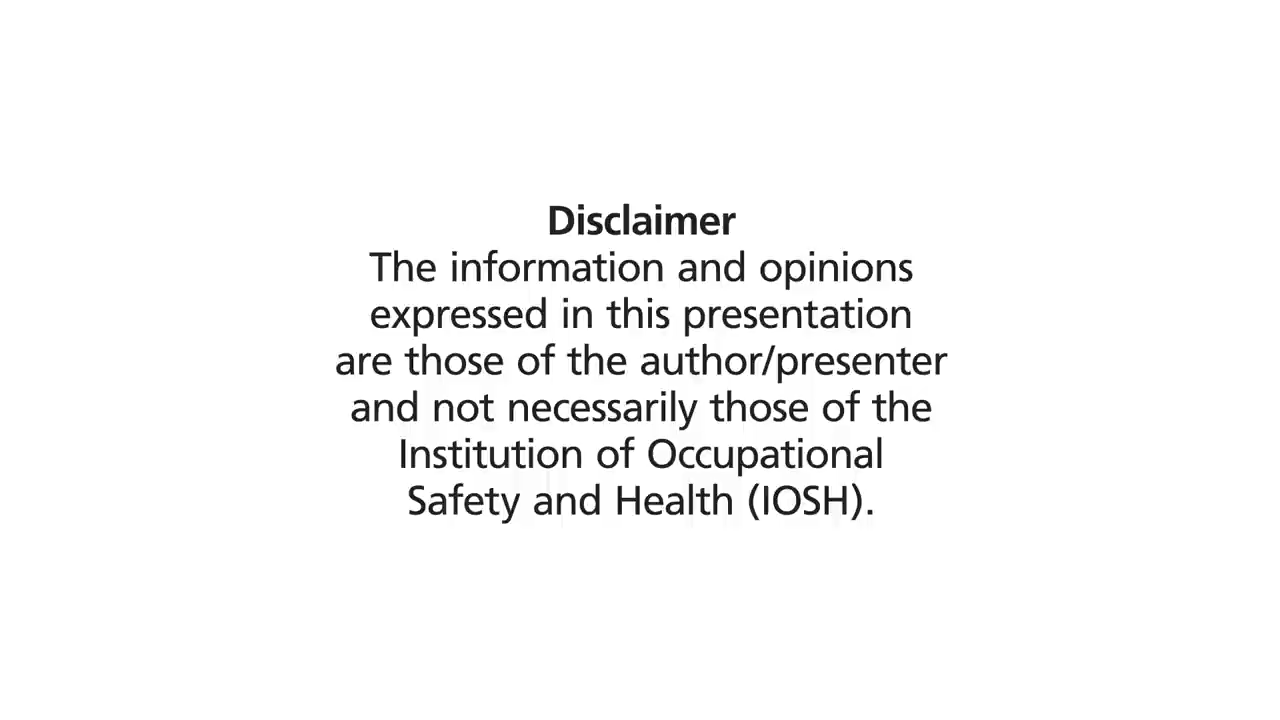 Disclaimer
The information and opinions
expressed in this presentation
are those of the author/presenter
and not necessarily those of the
Institution of Occupational
Safety and Health (IOSH).